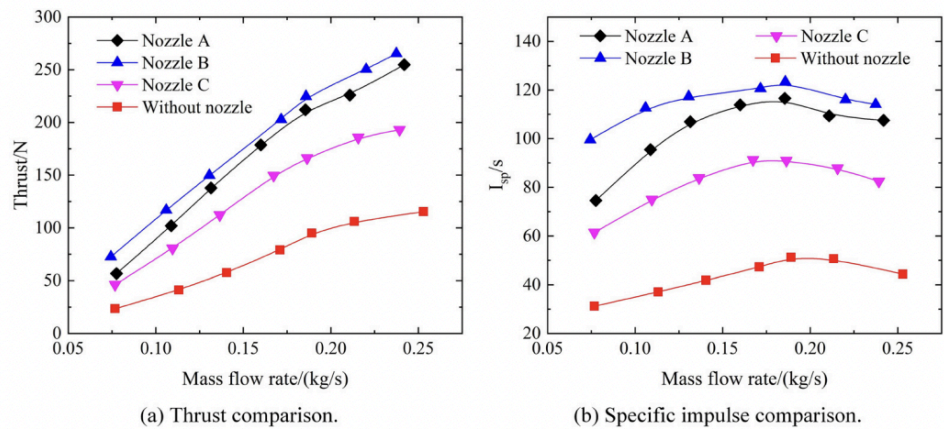 300
250
200
150
100
50
0
Thrust/N
Nozzle A
Nozzle B
Nozzle C
Without nozzle
0.05 0.10 0.15 0.20 0.25
Mass flow rate/(kg/s)
(a) Thrust comparison.
140
120
100
80
60
40
20
Isp/s
Nozzle A Nozzle C
Nozzle B Without nozzle
0.05 0.10 0.15 0.20 0.25
Mass flow rate/(kg/s)
(b) Specific impulse comparison.